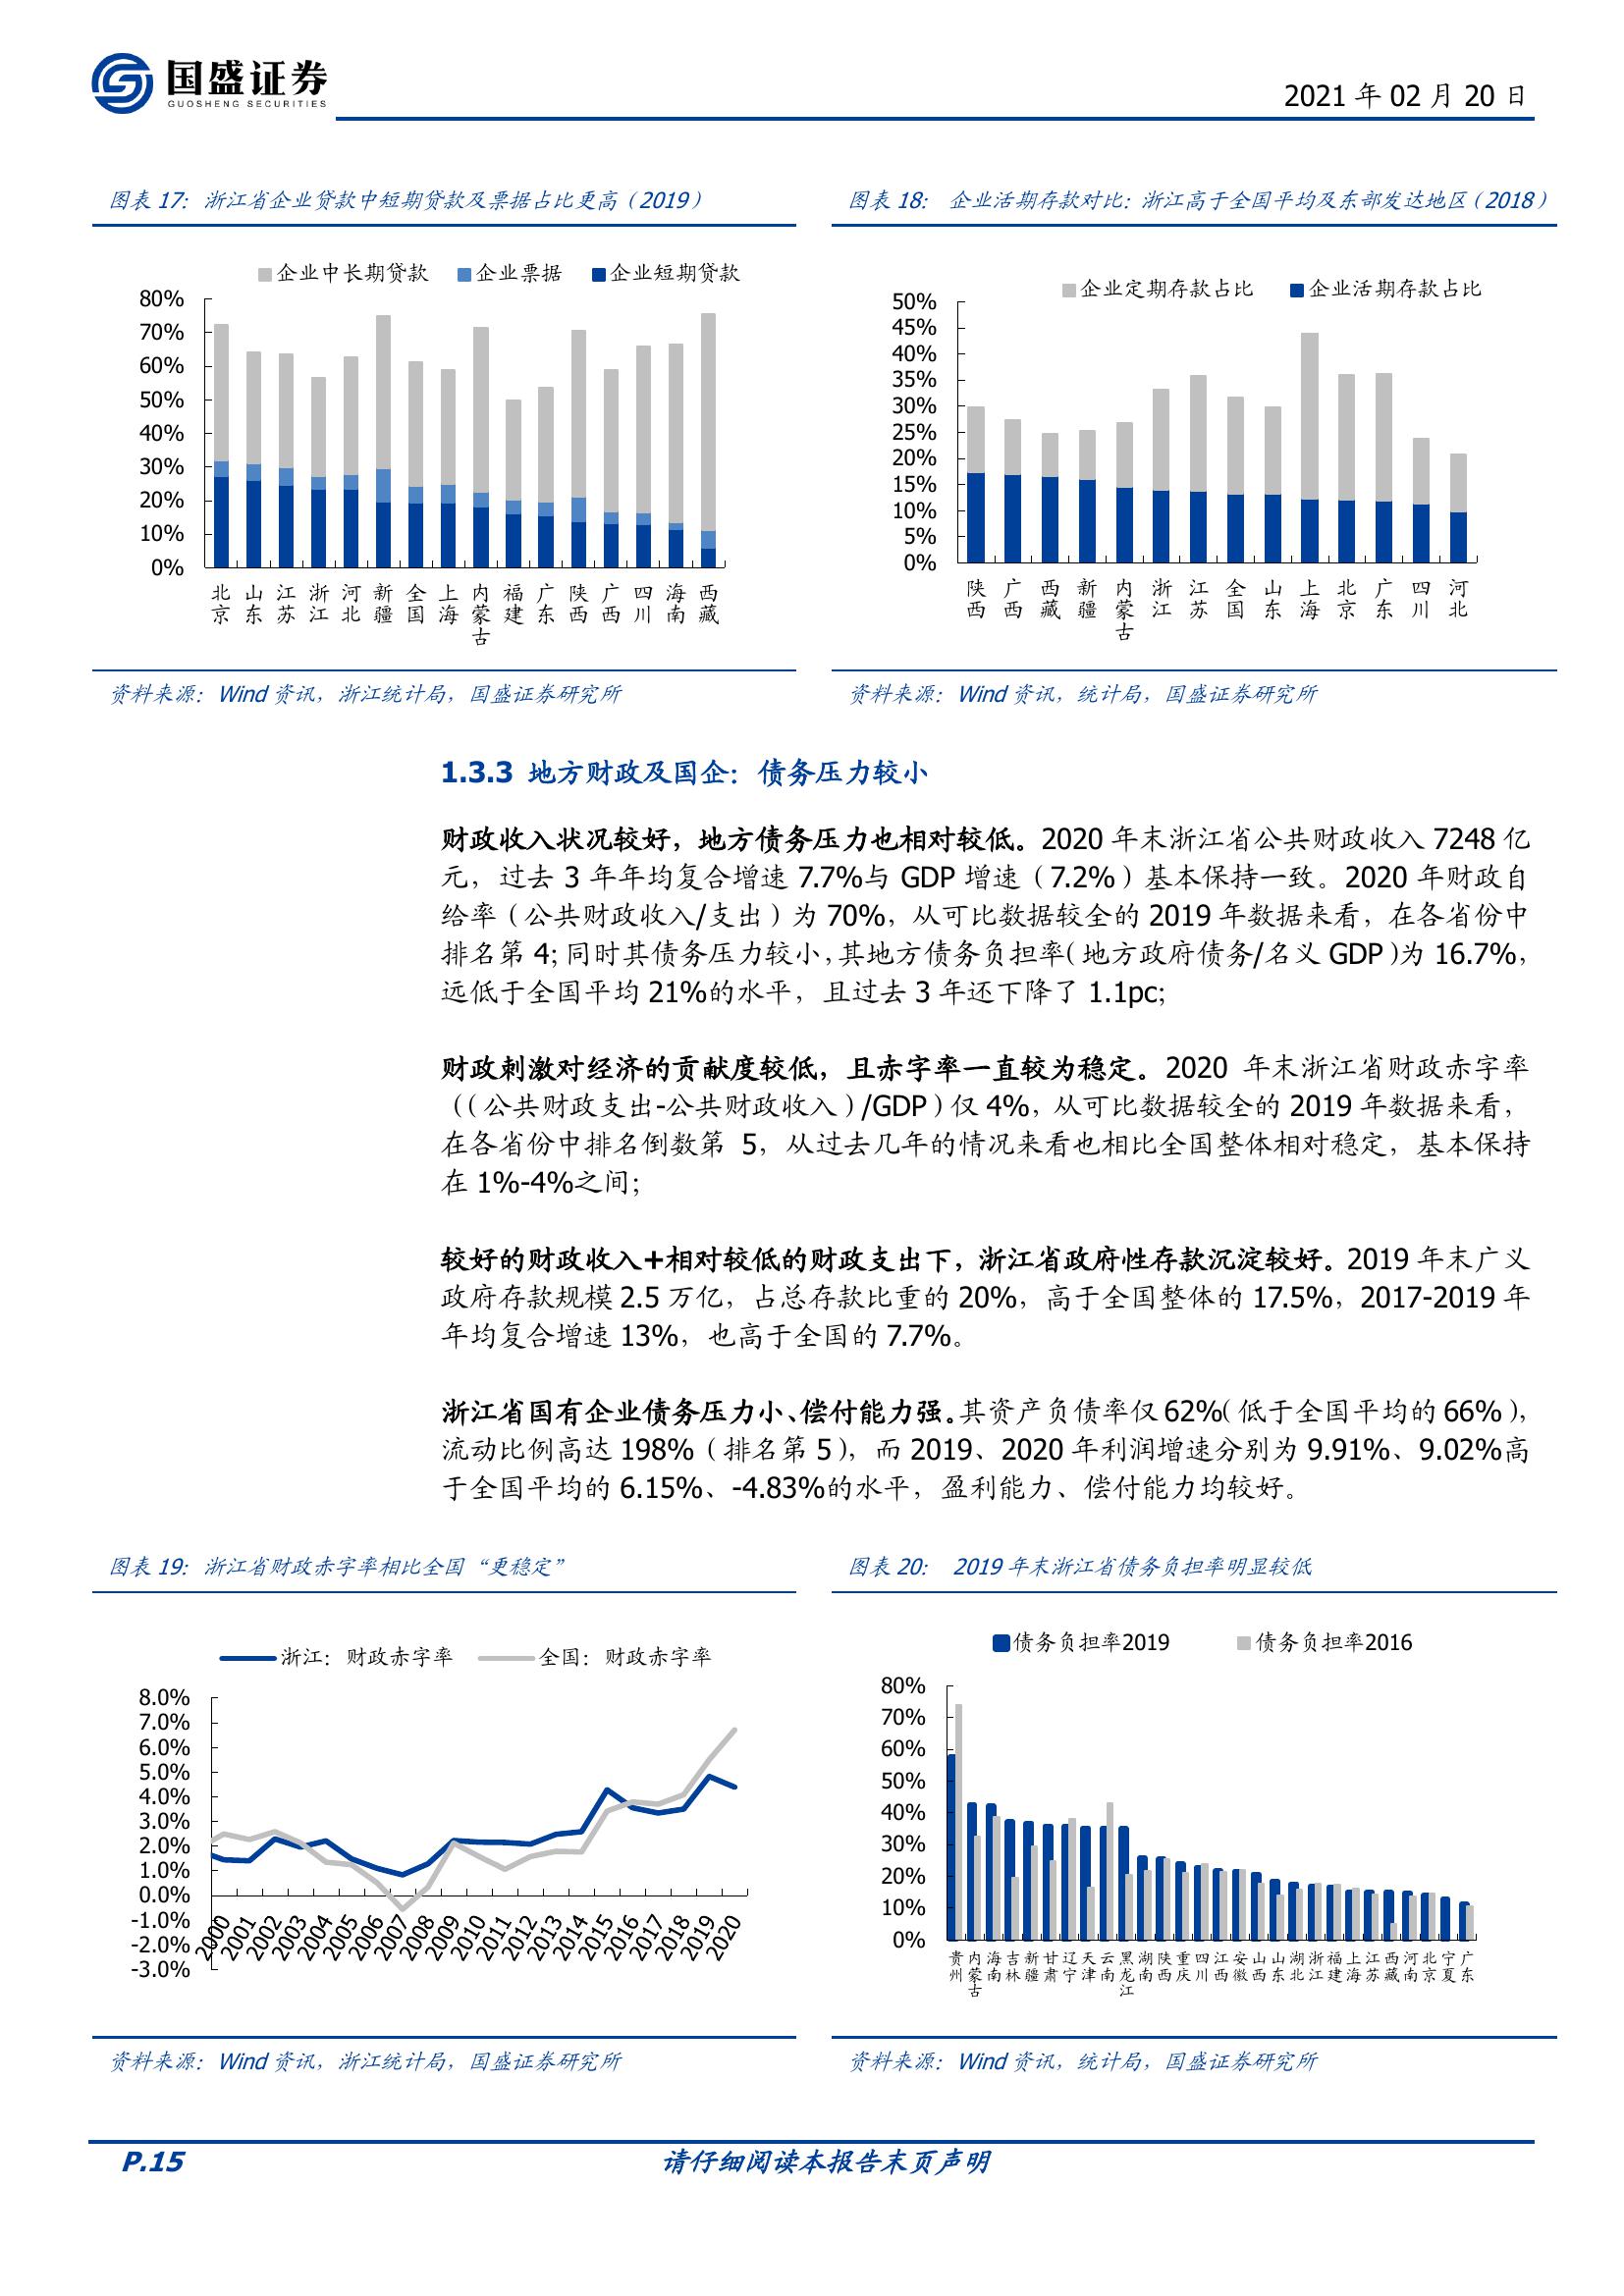 国盛证券
GUOSHENG SECURITIES
2021 年 02 月 20 日
图表 17：浙江省企业贷款中短期贷款及票据占比更高（2019）
企业中长期贷款 企业票据 企业短期贷款
80%
70%
60%
50%
40%
30%
20%
10%
0%
北京 山东 江苏 浙江 河北 新疆 全国 上海 内蒙古 福建 广东 陕西 广西 四川 海南 西藏
资料来源：Wind 资讯，浙江统计局，国盛证券研究所
图表 18： 企业活期存款对比：浙江高于全国平均及东部发达地区（2018）
企业定期存款占比 企业活期存款占比
50%
45%
40%
35%
30%
25%
20%
15%
10%
5%
0%
陕西 广西 西藏 新疆 内蒙古 浙江 江苏 全国 山东 上海 北京 广东 四川 河北
资料来源：Wind 资讯，统计局，国盛证券研究所
1.3.3 地方财政及国企：债务压力较小
财政收入状况较好，地方债务压力也相对较低。2020 年末浙江省公共财政收入 7248 亿
元，过去 3 年年均复合增速 7.7%与 GDP 增速（7.2%）基本保持一致。2020 年财政自
给率（公共财政收入/支出）为 70%，从可比数据较全的 2019 年数据来看，在各省份中
排名第 4；同时其债务压力较小，其地方债务负担率（地方政府债务/名义 GDP）为 16.7%，
远低于全国平均 21%的水平，且过去 3 年还下降了 1.1pc；
财政刺激对经济的贡献度较低，且赤字率一直较为稳定。2020 年末浙江省财政赤字率
（（公共财政支出-公共财政收入）/GDP）仅 4%，从可比数据较全的 2019 年数据来看，
在各省份中排名倒数第 5，从过去几年的情况来看也相比全国整体相对稳定，基本保持
在 1%-4%之间；
较好的财政收入+相对较低的财政支出下，浙江省政府性存款沉淀较好。2019 年末广义
政府存款规模 2.5 万亿，占总存款比重的 20%，高于全国整体的 17.5%，2017-2019 年
年均复合增速 13%，也高于全国的 7.7%。
浙江省国有企业债务压力小、偿付能力强。其资产负债率仅 62%（低于全国平均的 66%），
流动比例高达 198%（排名第 5），而 2019、2020 年利润增速分别为 9.91%、9.02%高
于全国平均的 6.15%、-4.83%的水平，盈利能力、偿付能力均较好。
图表 19：浙江省财政赤字率相比全国“更稳定”
浙江：财政赤字率 全国：财政赤字率
8.0%
7.0%
6.0%
5.0%
4.0%
3.0%
2.0%
1.0%
0.0%
-1.0%
-2.0%
-3.0%
2000 2001 2002 2003 2004 2005 2006 2007 2008 2009 2010 2011 2012 2013 2014 2015 2016 2017 2018 2019 2020
资料来源：Wind 资讯，浙江统计局，国盛证券研究所
图表 20： 2019 年末浙江省债务负担率明显较低
债务负担率2019 债务负担率2016
80%
70%
60%
50%
40%
30%
20%
10%
0%
贵州 内蒙古 海南 吉林 新疆 甘肃 辽宁 天津 云南 黑龙江 湖南 陕西 重庆 四川 江西 安徽 山西 山东 湖北 浙江 福建 上海 江苏 西藏 河南 北京 宁夏 广东
资料来源：Wind 资讯，统计局，国盛证券研究所
P.15
请仔细阅读本报告末页声明